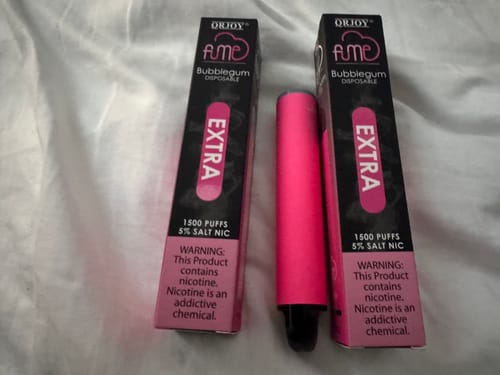 QRJOY®
fume
Bubblegum
DISPOSABLE
EXTRA
1500 PUFFS
5% SALT NIC
WARNING:
This Product
contains
nicotine.
Nicotine is an
addictive
chemical.
QRJOY®
fume
Bubblegum
DISPOSABLE
EXTRA
1500 PUFFS
5% SALT NIC
WARNING:
This Product
contains
nicotine.
Nicotine is an
addictive
chemical.